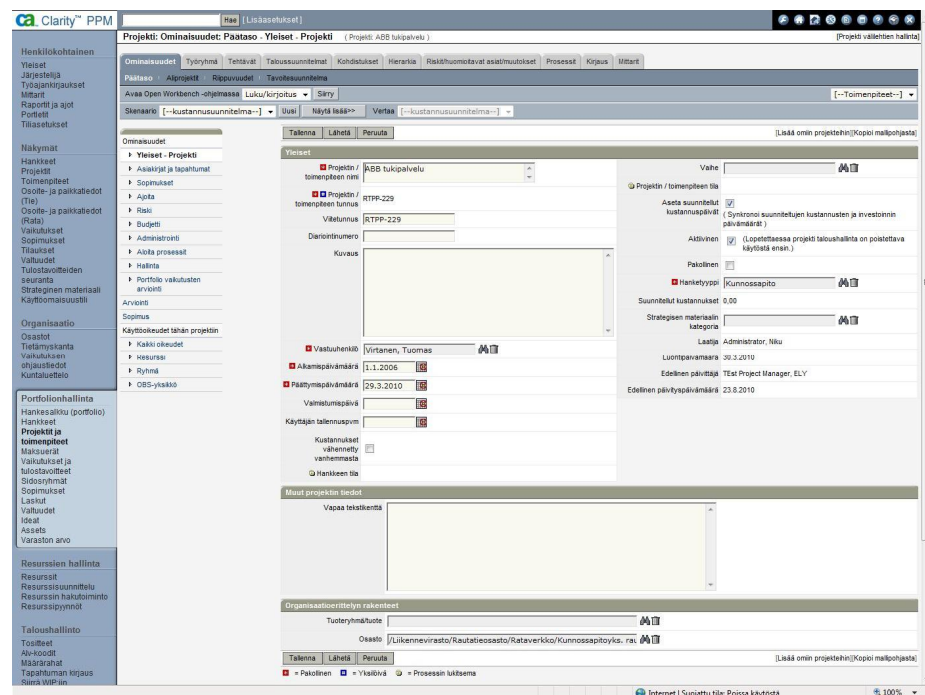 ca Clarity™ PPM
Hae [Lisäasetukset]
Projekti: Ominaisuudet: Päätaso - Yleiset - Projekti ( Projekti: ABB tukipalvelu )
[Projekti välilehtien hallinta]
Henkilökohtainen
Yleiset
Järjestelijä
Työajankirjaukset
Mittarit
Raportit ja ajot
Portletit
Tiliasetukset
Näkymät
Hankkeet
Projektit
Toimenpiteet
Osoite- ja paikkatiedot
(Tie)
Osoite- ja paikkatiedot
(Rata)
Vaikutukset
Sopimukset
Tilaukset
Valtuudet
Tulostavoitteiden
seuranta
Strateginen materiaali
Käyttöomaisuustili
Organisaatio
Osastot
Tietämyskanta
Vaikutuksen
ohjaustiedot
Kuntaluettelo
Portfolionhallinta
Hankesalkku (portfolio)
Hankkeet
Projektit ja
toimenpiteet
Maksuerät
Vaikutukset ja
tulostavoitteet
Sidosryhmät
Sopimukset
Laskut
Valtuudet
Ideat
Assets
Varaston arvo
Resurssien hallinta
Resurssit
Resurssisuunnittelu
Resurssin hakutoiminto
Resurssipyynnöt
Taloushallinto
Tositteet
Alv-koodit
Määrärahat
Tapahtuman kirjaus
Siirrä WIP:iin
Ominaisuudet Työryhmä Tehtävät Taloussuunnitelmat Kohdistukset Hierarkia Riskit/huomioitavat asiat/muutokset Prosessit Kirjaus Mittarit
Päätaso Aliprojektit Riippuvuudet Tavoitesuunnitelma
Avaa Open Workbench -ohjelmassa Luku/kirjoitus Siirry [--Toimenpiteet--]
Skenaario [--kustannusuunnitelma--] Uusi Näytä lisää>> Vertaa [--kustannusuunnitelma--]
Ominaisuudet
Yleiset - Projekti
Asiakirjat ja tapahtumat
Sopimukset
Ajoita
Riski
Budjetti
Administrointi
Aloita prosessit
Hallinta
Portfolio vaikutusten
arviointi
Arviointi
Sopimus
Käyttöoikeudet tähän projektiin
Kaikki oikeudet
Resurssi
Ryhmä
OBS-yksikkö
Tallenna Lähetä Peruuta [Lisää omiin projekteihin][Kopioi mallipohjasta]
Yleiset
Projektin /
toimenpiteen nimi ABB tukipalvelu
Projektin /
toimenpiteen tunnus RTPP-229
Viitetunnus RTPP-229
Diariointinumero
Kuvaus
Vastuuhenkilö Virtanen, Tuomas
Alkamispäivämäärä 1.1.2006
Päättymispäivämäärä 29.3.2010
Valmistumispäivä
Käyttäjän tallennuspvm
Kustannukset
vähennetty
vanhemmasta
Hankkeen tila
Vaihe
Projektin / toimenpiteen tila
Aseta suunnitellut
kustannuspäivät ( Synkronoi suunniteltujen kustannusten ja investoinnin
päivämäärät )
Aktiivinen (Lopetettaessa projekti taloushallinta on poistettava
käytöstä ensin.)
Pakollinen
Hanketyyppi Kunnossapito
Suunnitellut kustannukset 0,00
Strategisen materiaalin
kategoria
Laatija Administrator, Niku
Luontipäivämäärä 30.3.2010
Edellinen päivittäjä TEst Project Manager, ELY
Edellinen päivityspäivämäärä 23.8.2010
Muut projektin tiedot
Vapaa tekstikenttä
Organisaatioerittelyn rakenteet
Tuoteryhmä/tuote
Osasto /Liikennevirasto/Rautatieosasto/Rataverkko/Kunnossapitoyks. rau
Tallenna Lähetä Peruuta [Lisää omiin projekteihin][Kopioi mallipohjasta]
= Pakollinen = Yksilöivä = Prosessin lukitsema
Internet | Suojattu tila: Poissa käytöstä 100%